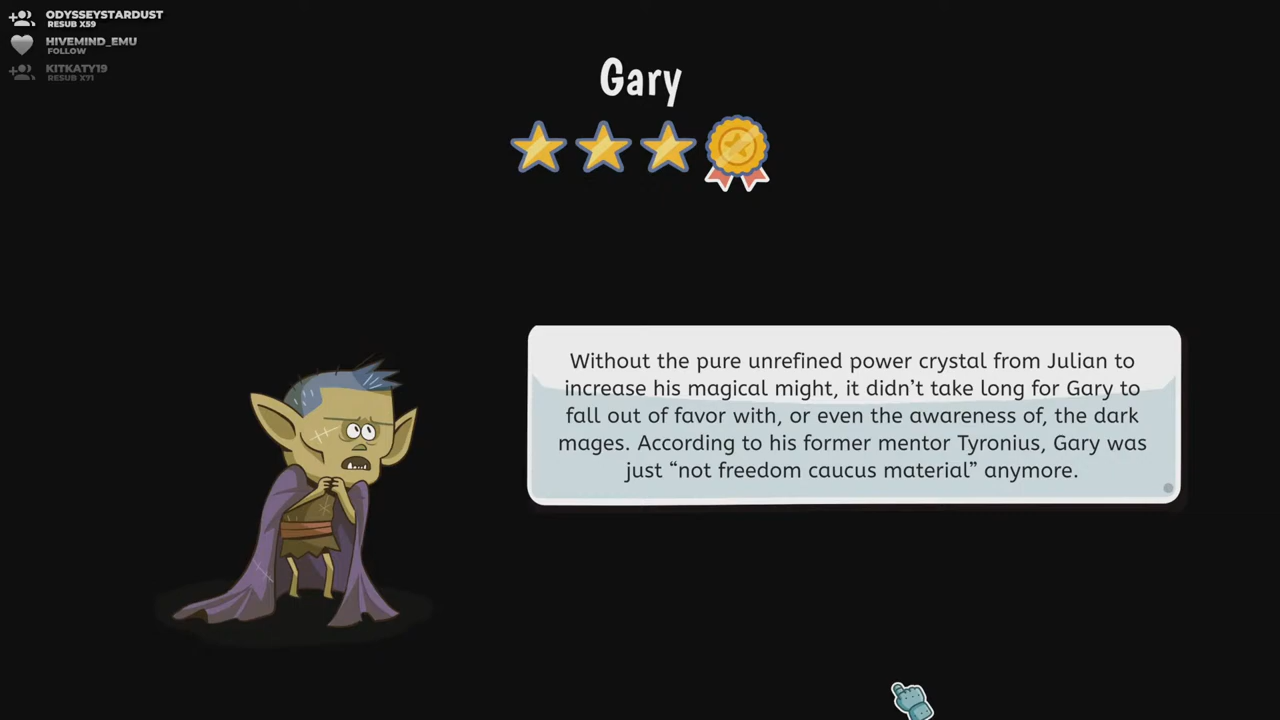 ODYSSEYSTARDUST
RESUB X59
HIVEMIND_EMU
FOLLOW
KITKATY19
RESUB X71
Gary
Without the pure unrefined power crystal from Julian to
increase his magical might, it didn’t take long for Gary to
fall out of favor with, or even the awareness of, the dark
mages. According to his former mentor Tyronius, Gary was
just “not freedom caucus material” anymore.